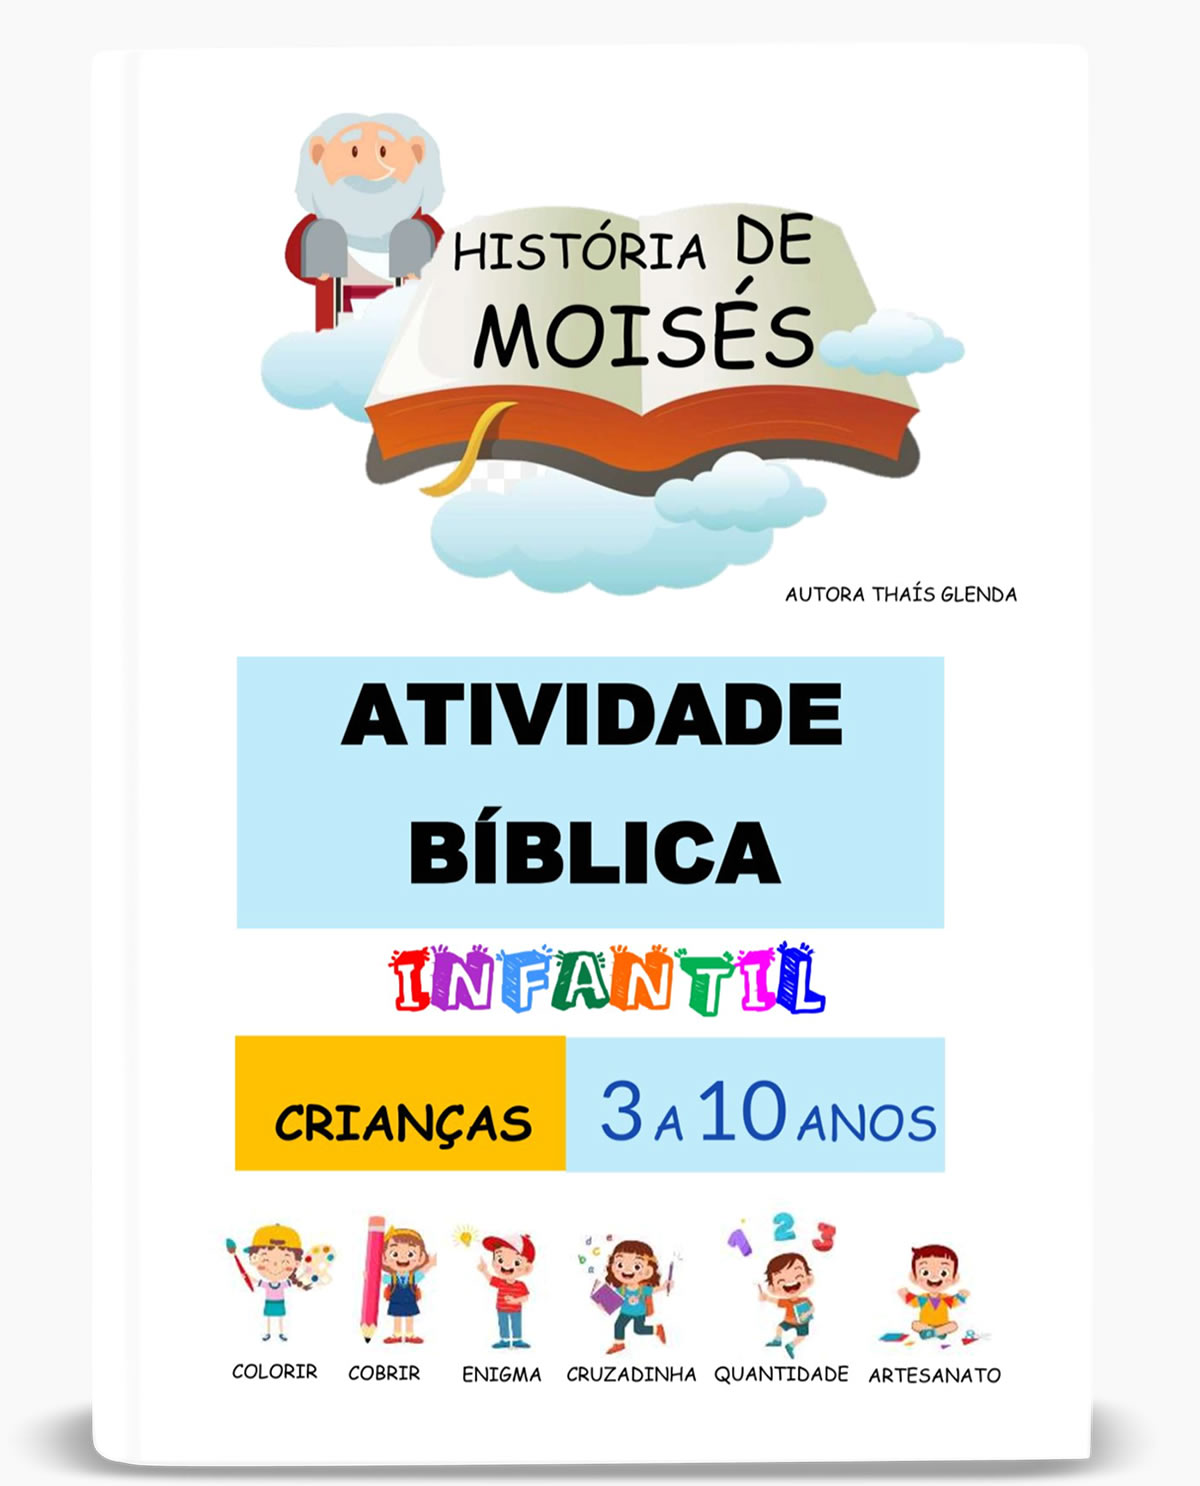 HISTÓRIA DE
MOISÉS
AUTORA THAÍS GLENDA
ATIVIDADE
BÍBLICA
INFANTIL
CRIANÇAS 3 A 10 ANOS
1 2 3
COLORIR COBRIR ENIGMA CRUZADINHA QUANTIDADE ARTESANATO